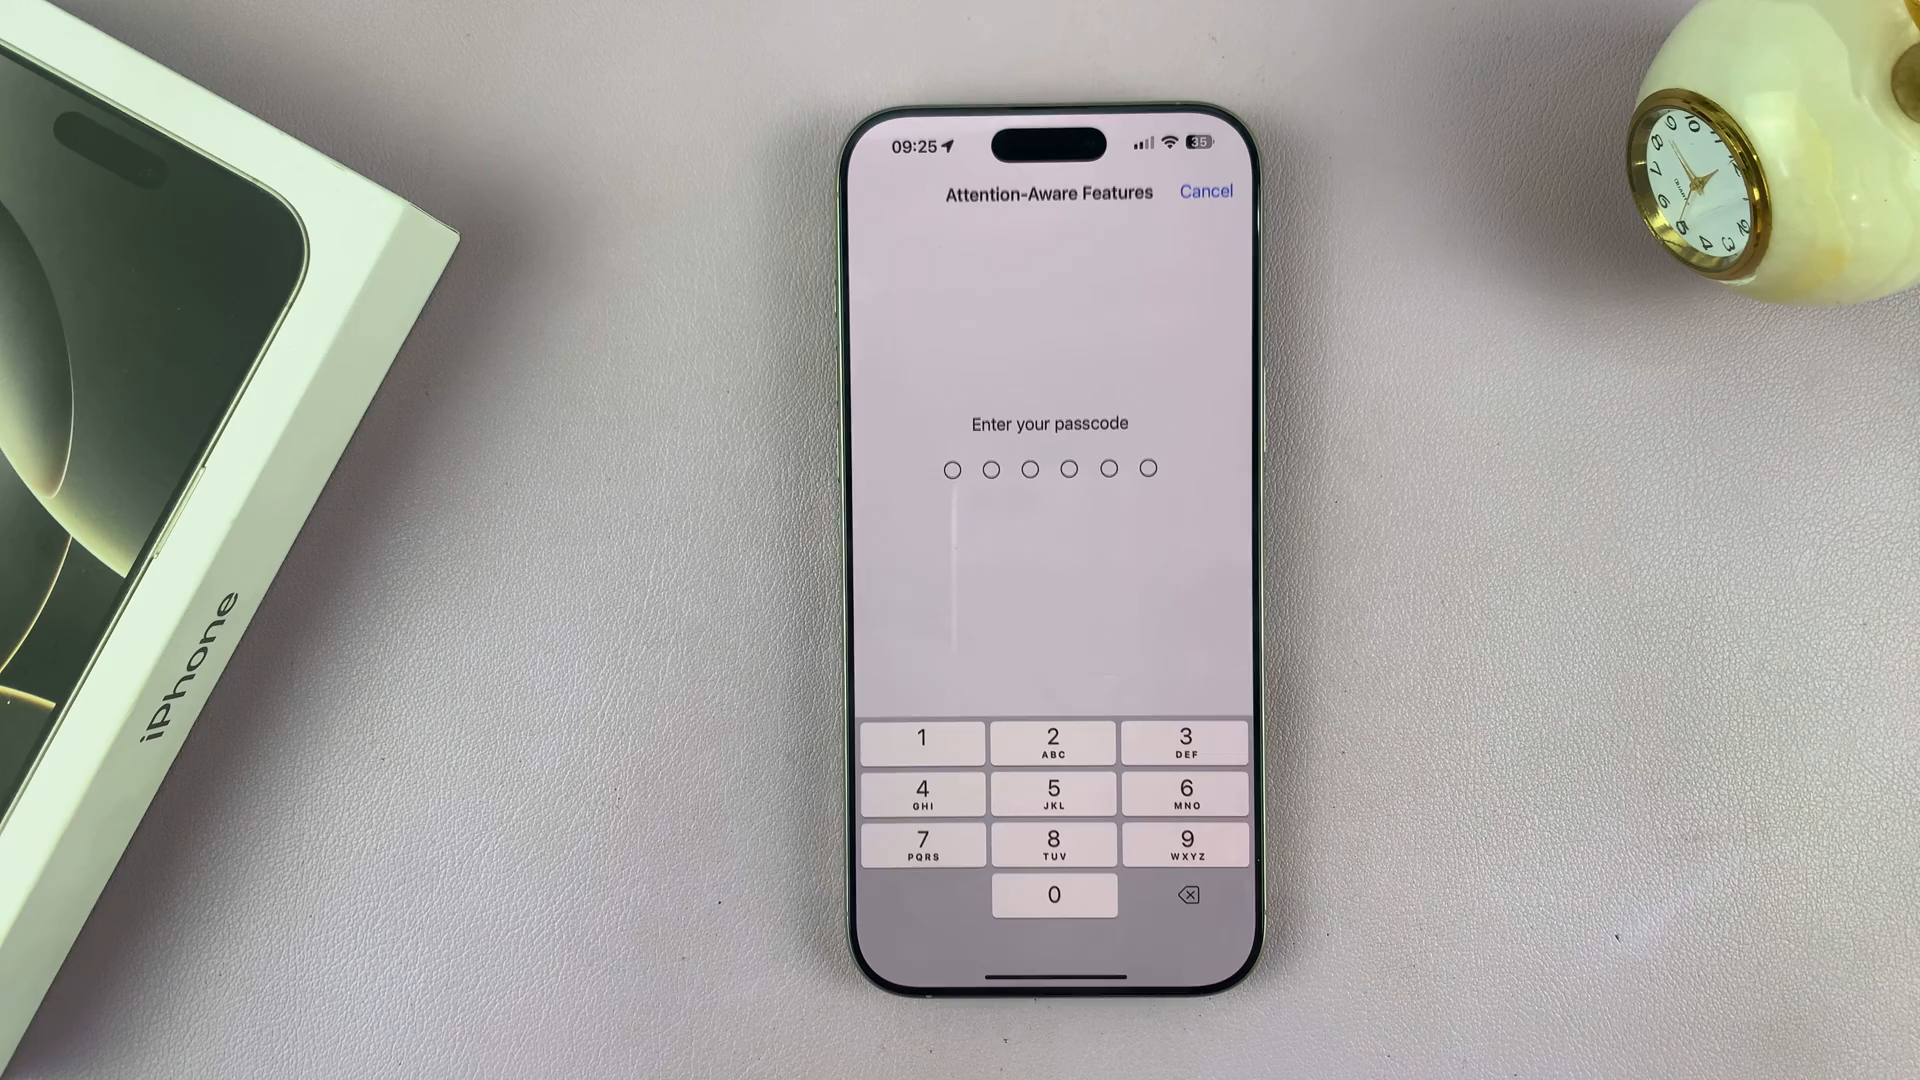 iPhone
09:25
35
Attention-Aware Features
Cancel
Enter your passcode
1
2
ABC
3
DEF
4
GHI
5
JKL
6
MNO
7
PQRS
8
TUV
9
WXYZ
0